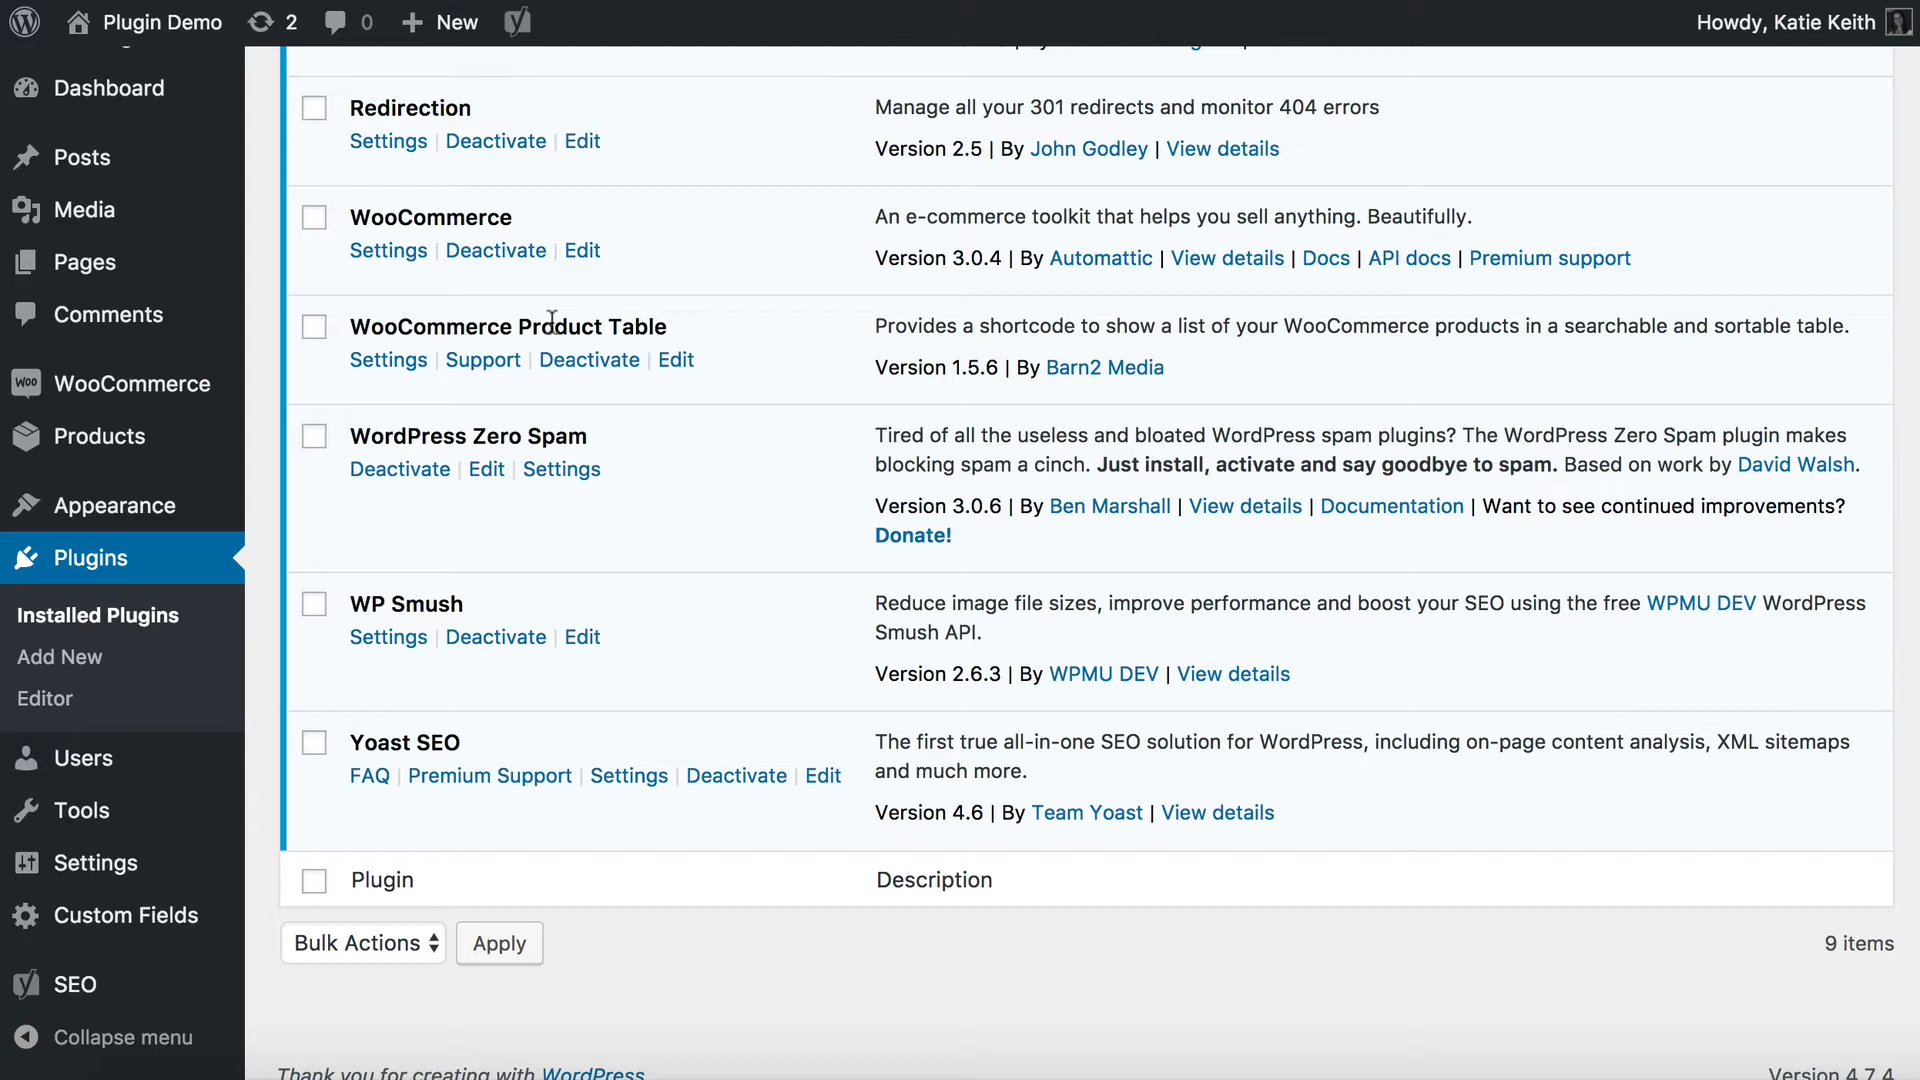 Plugin Demo 2 0 + New Howdy, Katie Keith
Dashboard
Posts
Media
Pages
Comments
WOO WooCommerce
Products
Appearance
Plugins
Installed Plugins
Add New
Editor
Users
Tools
Settings
Custom Fields
SEO
Collapse menu
Redirection
Settings | Deactivate | Edit
Manage all your 301 redirects and monitor 404 errors
Version 2.5 | By John Godley | View details
WooCommerce
Settings | Deactivate | Edit
An e-commerce toolkit that helps you sell anything. Beautifully.
Version 3.0.4 | By Automattic | View details | Docs | API docs | Premium support
WooCommerce Product Table
Settings | Support | Deactivate | Edit
Provides a shortcode to show a list of your WooCommerce products in a searchable and sortable table.
Version 1.5.6 | By Barn2 Media
WordPress Zero Spam
Deactivate | Edit | Settings
Tired of all the useless and bloated WordPress spam plugins? The WordPress Zero Spam plugin makes
blocking spam a cinch. Just install, activate and say goodbye to spam. Based on work by David Walsh.
Version 3.0.6 | By Ben Marshall | View details | Documentation | Want to see continued improvements?
Donate!
WP Smush
Settings | Deactivate | Edit
Reduce image file sizes, improve performance and boost your SEO using the free WPMU DEV WordPress
Smush API.
Version 2.6.3 | By WPMU DEV | View details
Yoast SEO
FAQ | Premium Support | Settings | Deactivate | Edit
The first true all-in-one SEO solution for WordPress, including on-page content analysis, XML sitemaps
and much more.
Version 4.6 | By Team Yoast | View details
Plugin Description
Bulk Actions Apply 9 items
Thank you for creating with WordPress Version 4.7.4